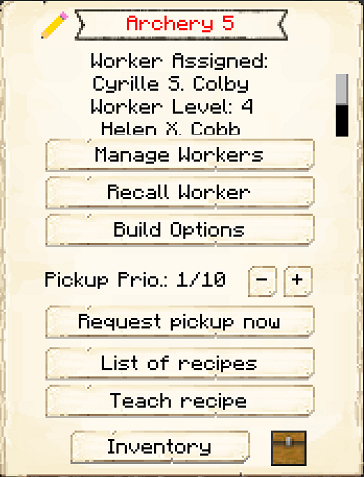 Archery 5
Worker Assigned:
Cyrille S. Colby
Worker Level: 4
Helen X. Cobb
Manage Workers
Recall Worker
Build Options
Pickup Prio.: 1/10 - +
Request pickup now
List of recipes
Teach recipe
Inventory